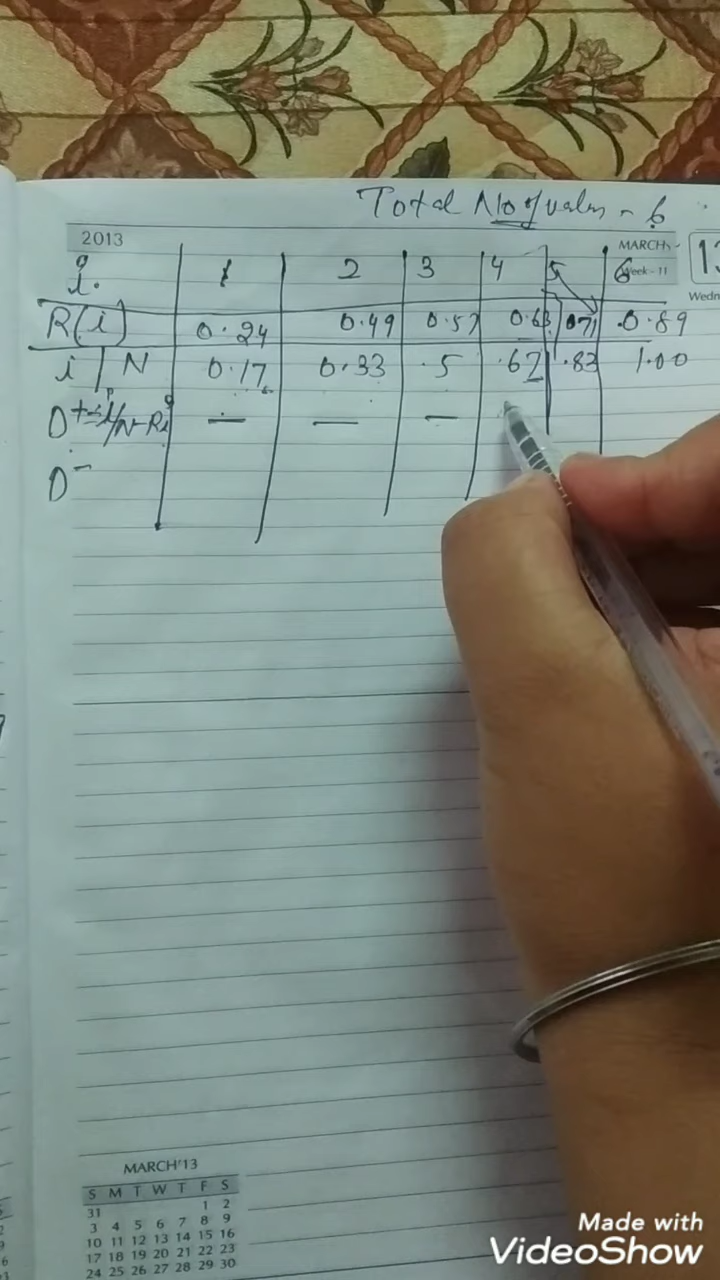 Total No of values = 6
2013 MARCH
Week - 11 13
Wedn
i. 1 2 3 4 5 6
R(i) 0.24 0.49 0.57 0.63 071 0.89
i/N 0.17 0.33 .5 .67 .83 1.00
D+ = i/N-Ri — — —
D-
MARCH'13
S M T W T F S
31 1 2
3 4 5 6 7 8 9
10 11 12 13 14 15 16
17 18 19 20 21 22 23
24 25 26 27 28 29 30
Made with
VideoShow